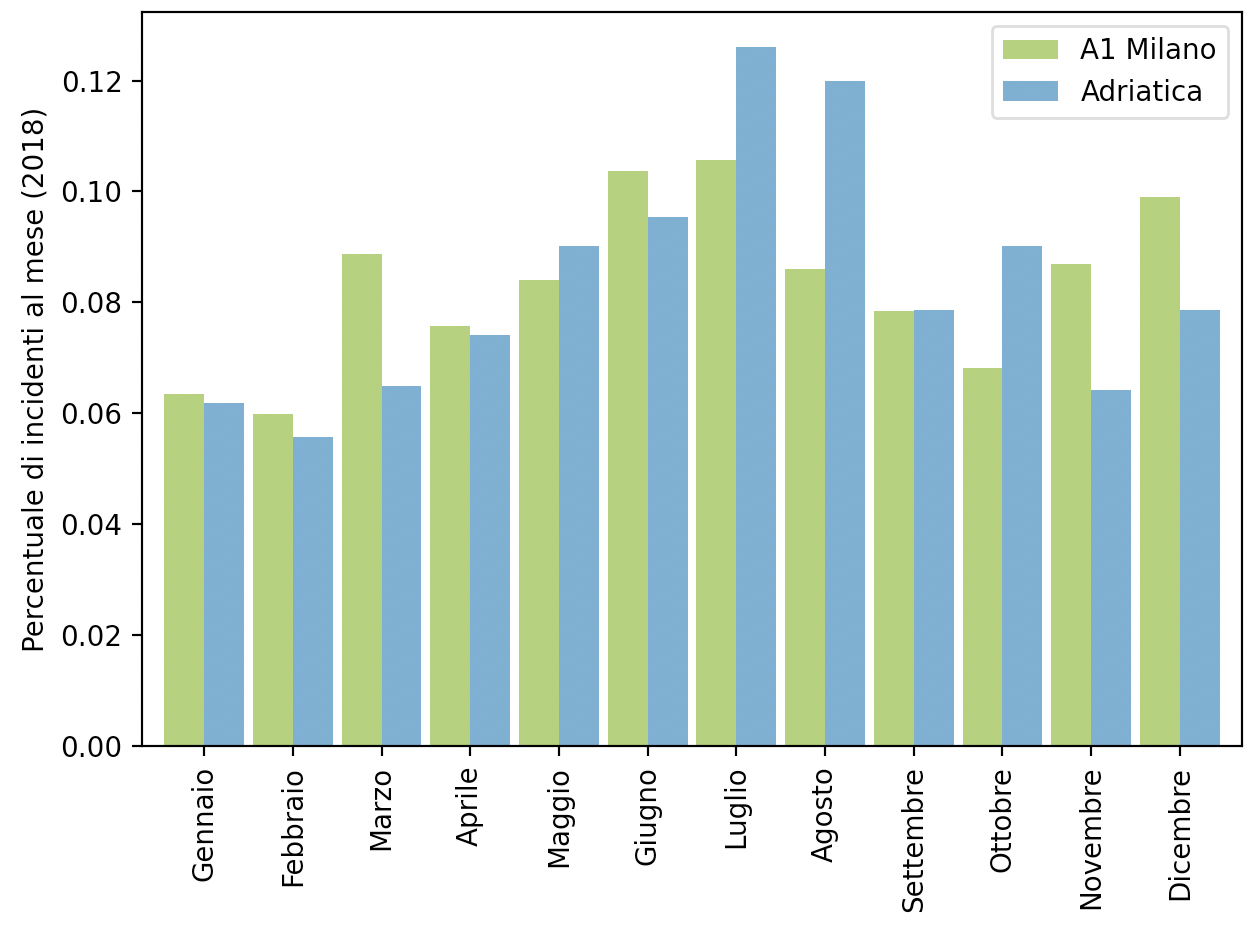 A1 Milano
Adriatica
Percentuale di incidenti al mese (2018)
0.12
0.10
0.08
0.06
0.04
0.02
0.00
Gennaio
Febbraio
Marzo
Aprile
Maggio
Giugno
Luglio
Agosto
Settembre
Ottobre
Novembre
Dicembre